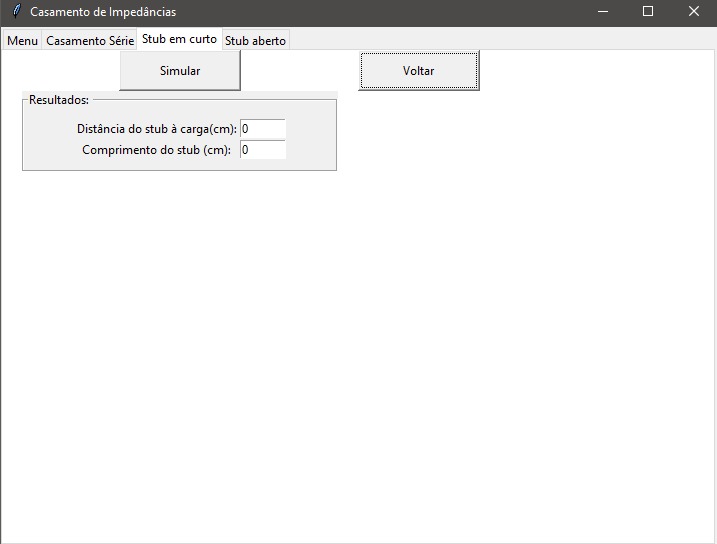 Casamento de Impedâncias
Menu Casamento Série Stub em curto Stub aberto
Simular Voltar
Resultados:
Distância do stub à carga(cm): 0
Comprimento do stub (cm): 0